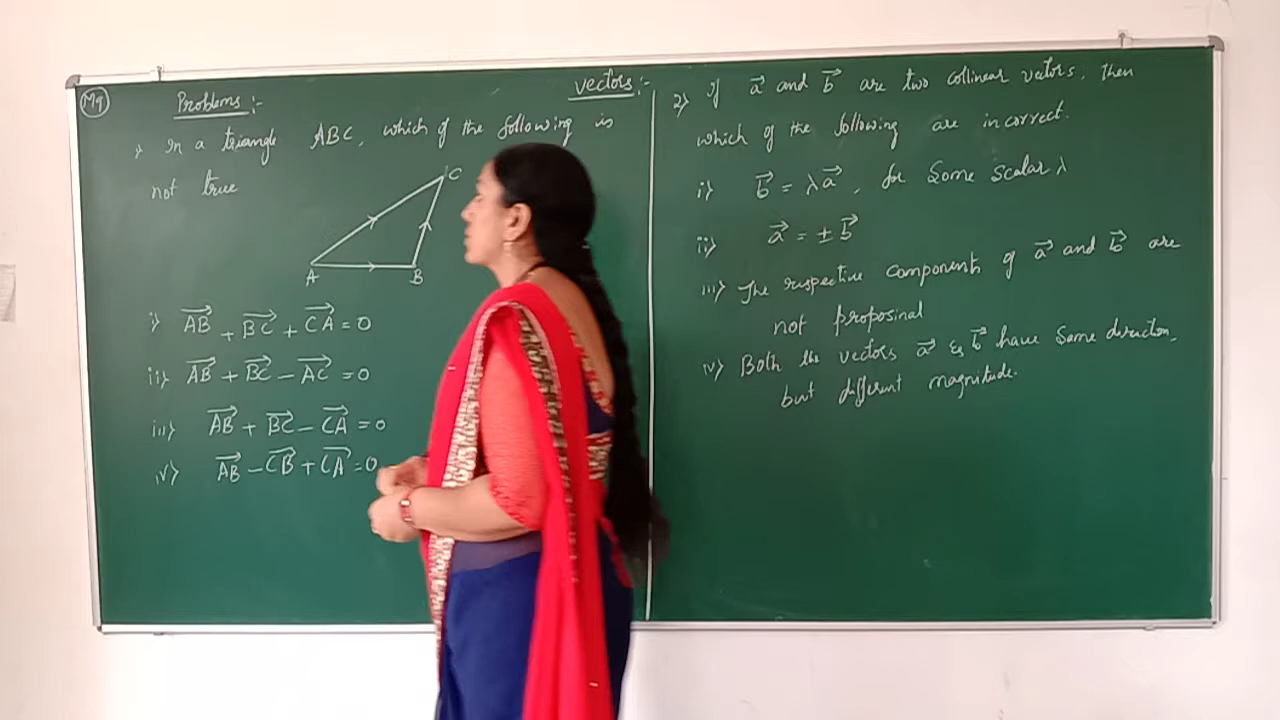 M9
Problems :-
vectors :-
1) In a triangle ABC, which of the following is
not true
C
A
B
i) →AB + →BC + →CA = 0
ii) →AB + →BC − →AC = 0
iii) →AB + →BC − →CA = 0
iv) →AB − →CB + →CA = 0
2) If →a and →b are two collinear vectors, then
which of the following are incorrect.
i) →b = λ→a, for some scalar λ
ii) →a = ±→b
iii) The respective components of →a and →b are
not proposinal
iv) Both the vectors →a & →b have same direction,
but different magnitude.